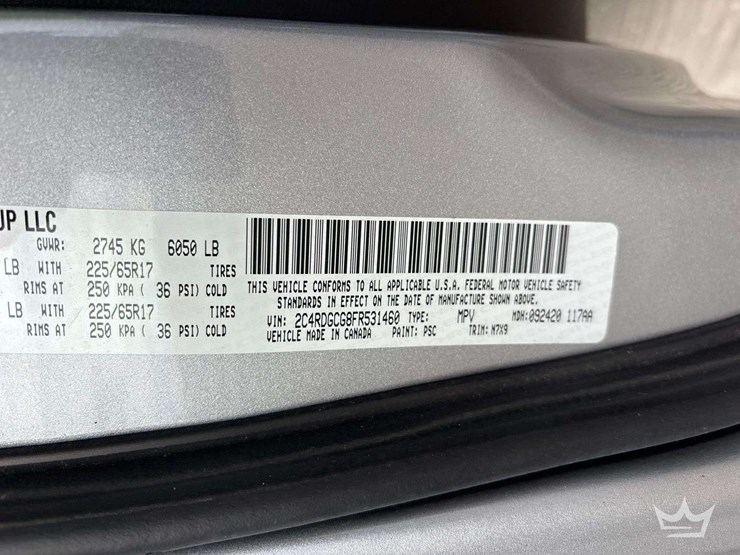 UP LLC
GVWR: 2745 KG 6050 LB
LB WITH 225/65R17 TIRES
RIMS AT 250 KPA ( 36 PSI) COLD
LB WITH 225/65R17 TIRES
RIMS AT 250 KPA ( 36 PSI) COLD
THIS VEHICLE CONFORMS TO ALL APPLICABLE U.S.A. FEDERAL MOTOR VEHICLE SAFETY
STANDARDS IN EFFECT ON THE DATE OF MANUFACTURE SHOWN ABOVE.
VIN: 2C4RDGCG8FR531460 TYPE: MPV MDH:092420 117AA
VEHICLE MADE IN CANADA PAINT: PSC TRIM: M7X9